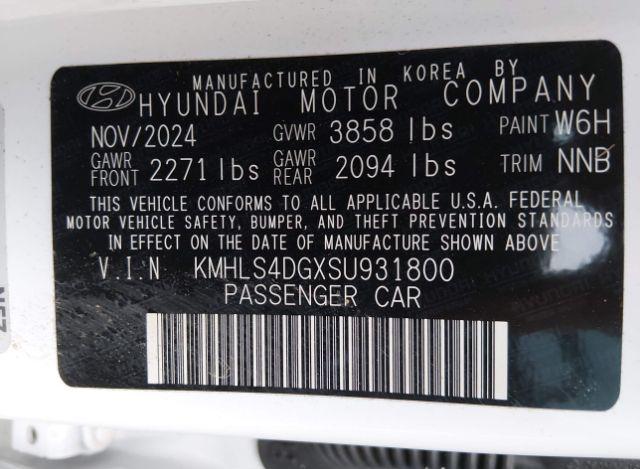 MANUFACTURED IN KOREA BY
HYUNDAI MOTOR COMPANY
NOV/2024 GVWR 3858 lbs PAINT W6H
GAWR FRONT 2271 lbs GAWR REAR 2094 lbs TRIM NNB
THIS VEHICLE CONFORMS TO ALL APPLICABLE U.S.A. FEDERAL
MOTOR VEHICLE SAFETY, BUMPER, AND THEFT PREVENTION STANDARDS
IN EFFECT ON THE DATE OF MANUFACTURE SHOWN ABOVE
V.I.N KMHLS4DGXSU931800
PASSENGER CAR